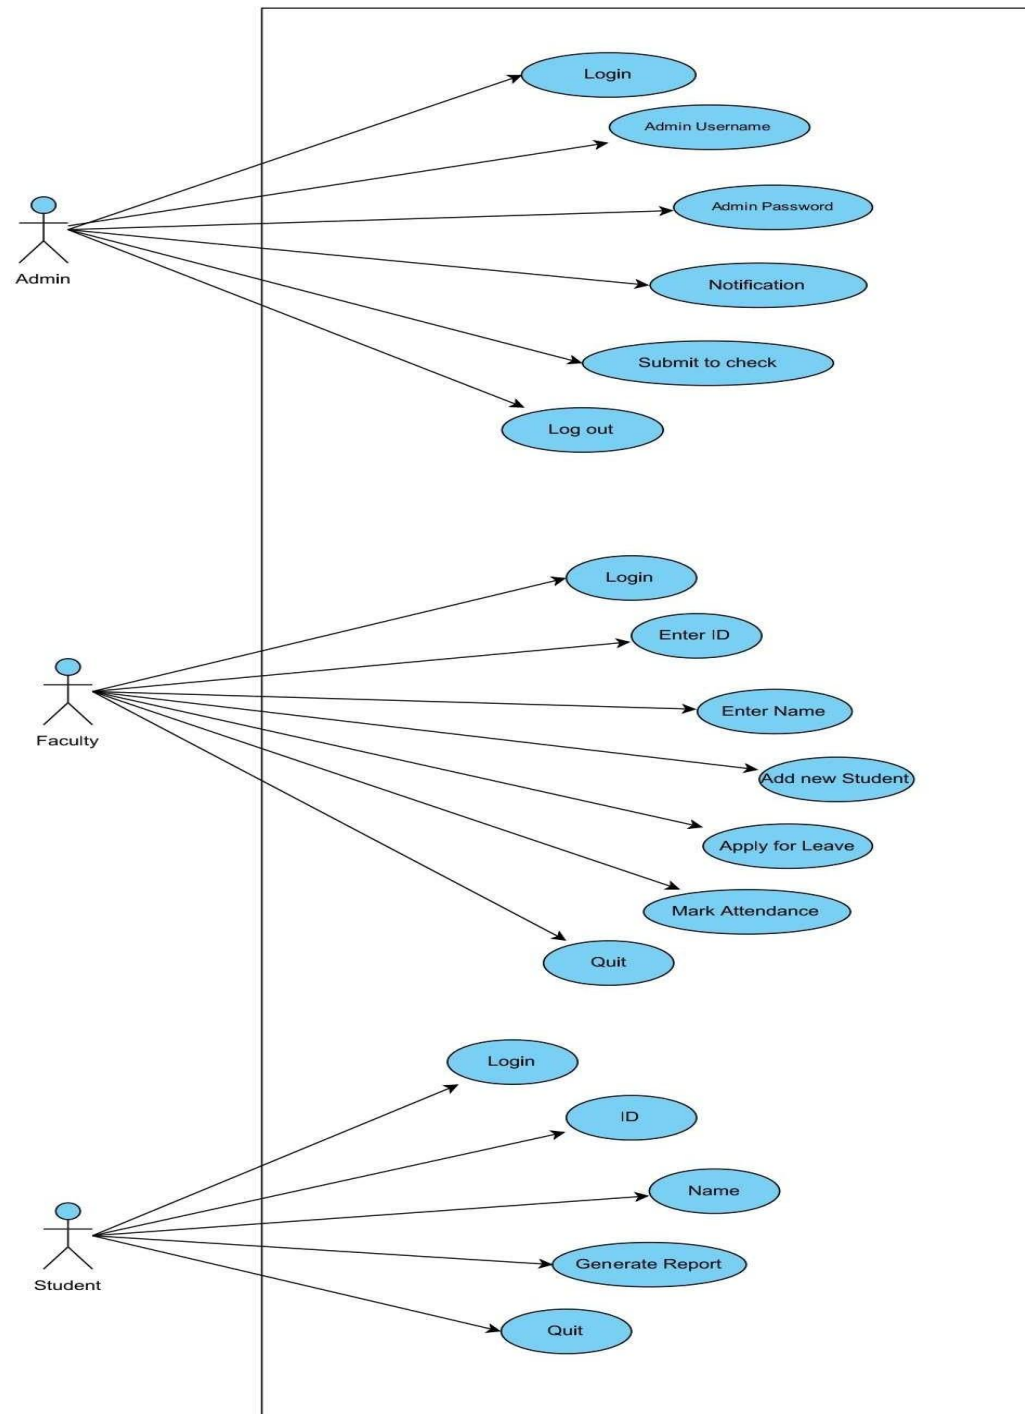 Login
Admin Username
Admin Password
Admin
Notification
Submit to check
Log out
Login
Enter ID
Enter Name
Faculty
Add new Student
Apply for Leave
Mark Attendance
Quit
Login
ID
Name
Generate Report
Student
Quit